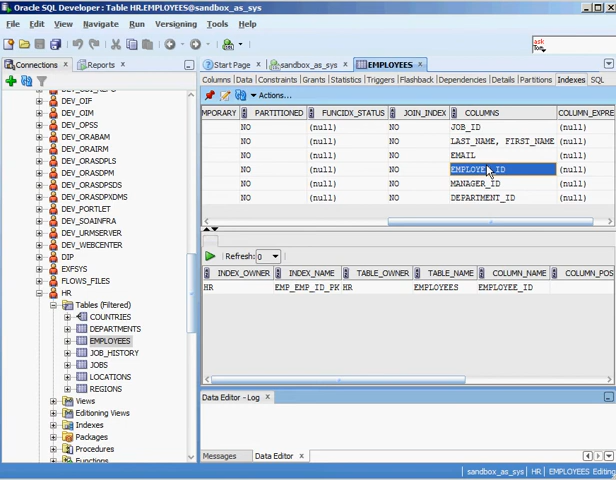 Oracle SQL Developer: Table HR.EMPLOYEES@sandbox_as_sys
File Edit View Navigate Run Versioning Tools Help
ask
Tom
Connections Reports
DEV_OIF
DEV_OIM
DEV_OPSS
DEV_ORABAM
DEV_ORAIRM
DEV_ORASDPLS
DEV_ORASDPM
DEV_ORASDPSDS
DEV_ORASDPXDMS
DEV_PORTLET
DEV_SOAINFRA
DEV_URMSERVER
DEV_WEBCENTER
DIP
EXFSYS
FLOWS_FILES
HR
Tables (Filtered)
COUNTRIES
DEPARTMENTS
EMPLOYEES
JOB_HISTORY
JOBS
LOCATIONS
REGIONS
Views
Editioning Views
Indexes
Packages
Procedures
Functions
Start Page sandbox_as_sys EMPLOYEES
Columns Data Constraints Grants Statistics Triggers Flashback Dependencies Details Partitions Indexes SQL
Actions...
MPORARY PARTITIONED FUNCIDX_STATUS JOIN_INDEX COLUMNS COLUMN_EXPRE
NO (null) NO JOB_ID (null)
NO (null) NO LAST_NAME, FIRST_NAME (null)
NO (null) NO EMAIL (null)
NO (null) NO EMPLOYEE_ID (null)
NO (null) NO MANAGER_ID (null)
NO (null) NO DEPARTMENT_ID (null)
Refresh: 0
INDEX_OWNER INDEX_NAME TABLE_OWNER TABLE_NAME COLUMN_NAME COLUMN_POS
HR EMP_EMP_ID_PK HR EMPLOYEES EMPLOYEE_ID
Data Editor - Log
Messages Data Editor
sandbox_as_sys HR EMPLOYEES Editing